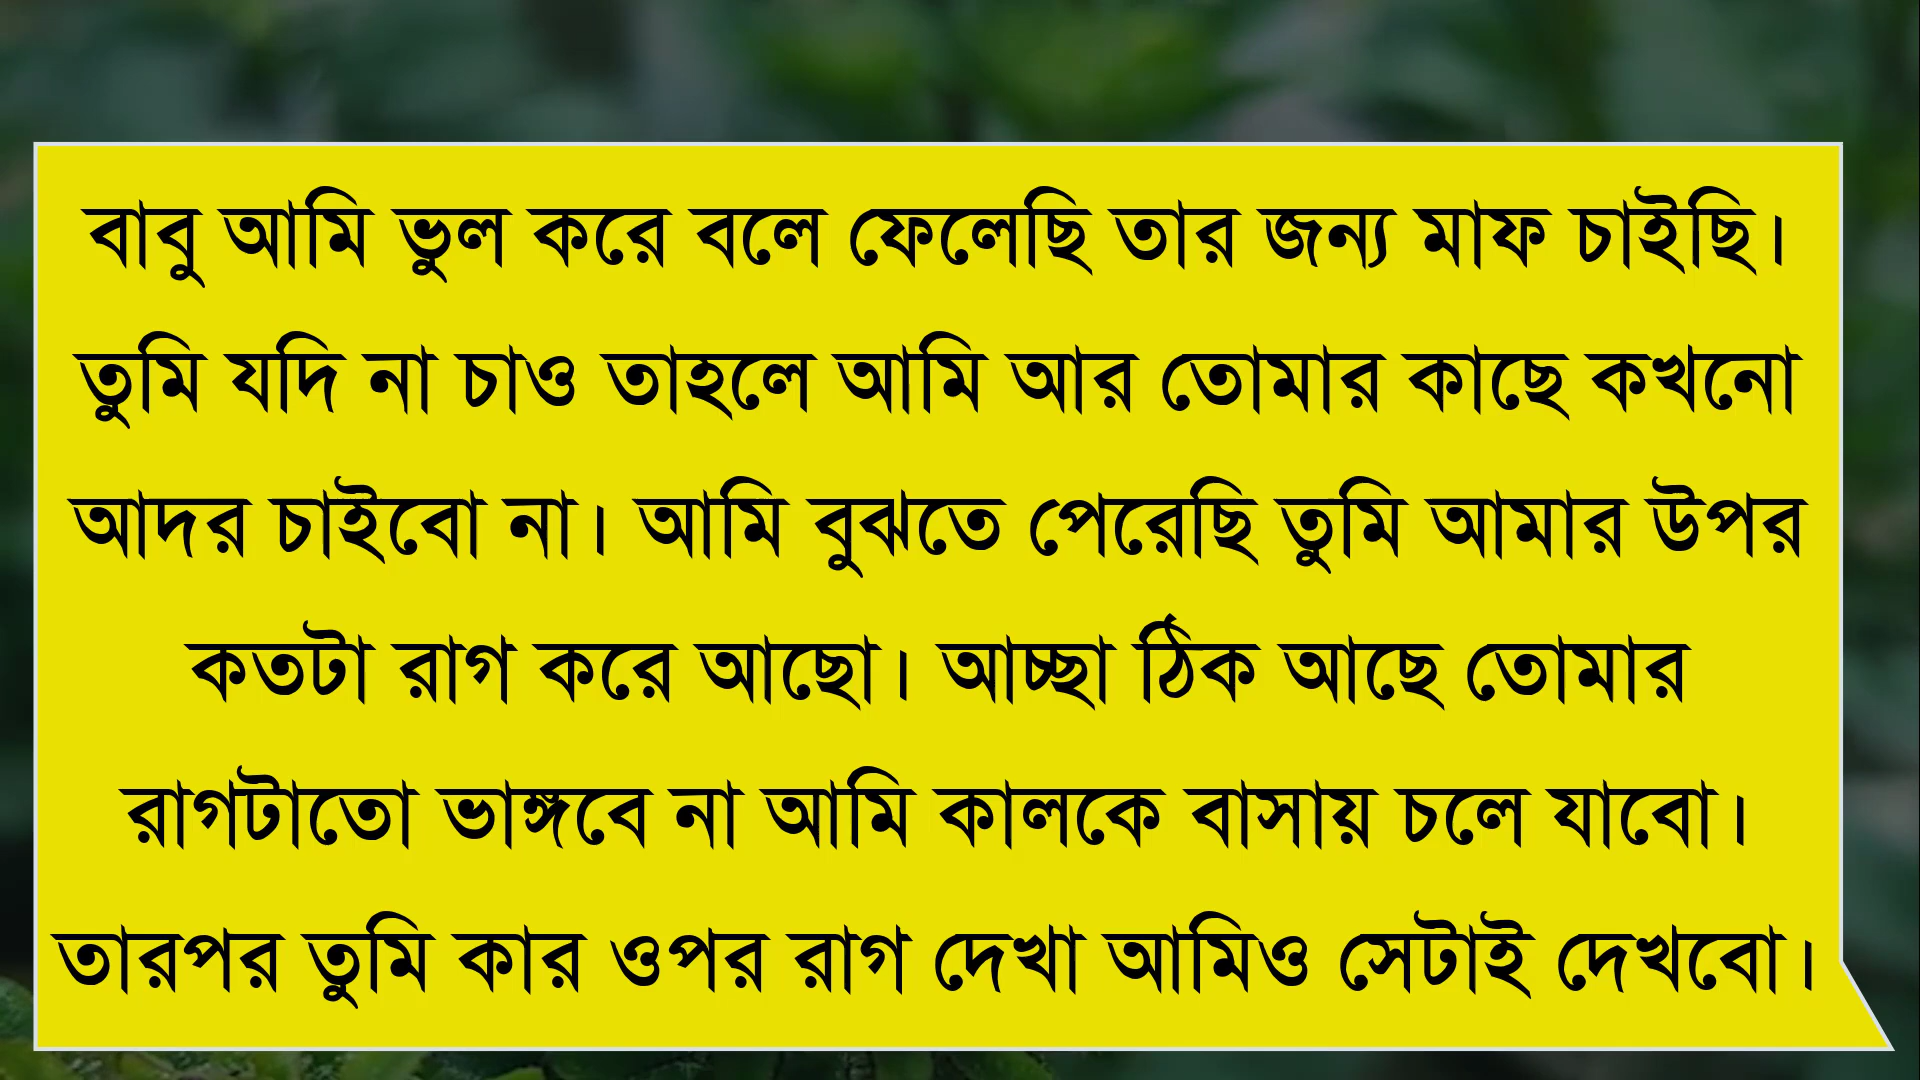 বাবু আমি ভুল করে বলে ফেলেছি তার জন্য মাফ চাইছি।
তুমি যদি না চাও তাহলে আমি আর তোমার কাছে কখনো
আদর চাইবো না। আমি বুঝতে পেরেছি তুমি আমার উপর
কতটা রাগ করে আছো। আচ্ছা ঠিক আছে তোমার
রাগটাতো ভাঙ্গবে না আমি কালকে বাসায় চলে যাবো।
তারপর তুমি কার ওপর রাগ দেখা আমিও সেটাই দেখবো।